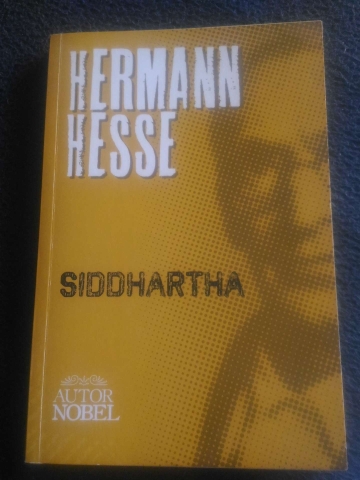 HERMANN
HESSE
SIDDHARTHA
AUTOR
NOBEL